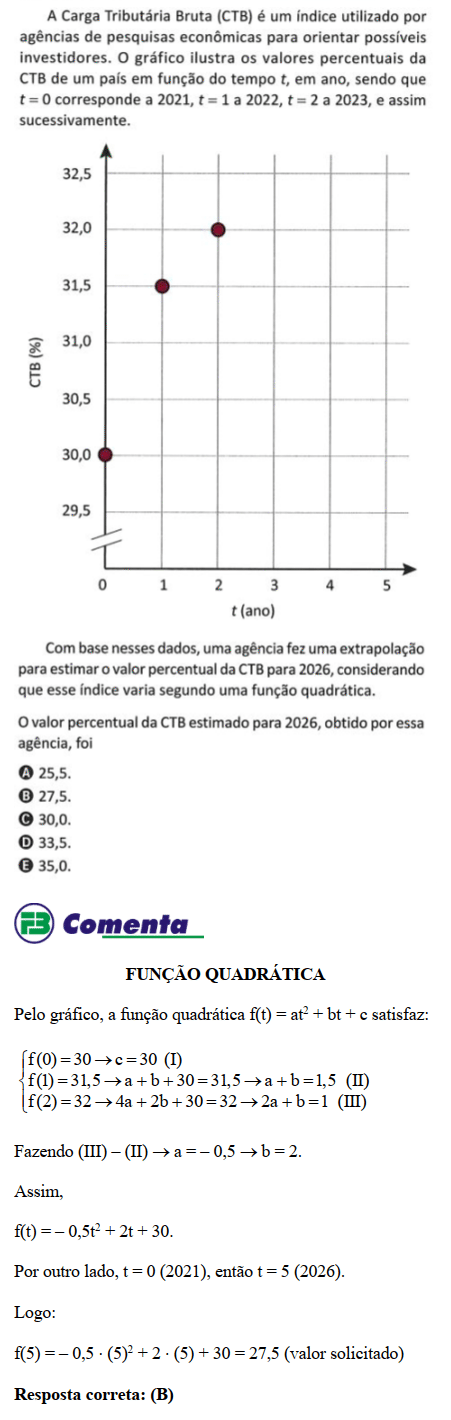 A Carga Tributária Bruta (CTB) é um índice utilizado por
agências de pesquisas econômicas para orientar possíveis
investidores. O gráfico ilustra os valores percentuais da
CTB de um país em função do tempo t, em ano, sendo que
t = 0 corresponde a 2021, t = 1 a 2022, t = 2 a 2023, e assim
sucessivamente.
32,5
32,0
31,5
31,0
30,5
30,0
29,5
CTB (%)
0 1 2 3 4 5
t (ano)
Com base nesses dados, uma agência fez uma extrapolação
para estimar o valor percentual da CTB para 2026, considerando
que esse índice varia segundo uma função quadrática.
O valor percentual da CTB estimado para 2026, obtido por essa
agência, foi
A 25,5.
B 27,5.
C 30,0.
D 33,5.
E 35,0.
FB Comenta
FUNÇÃO QUADRÁTICA
Pelo gráfico, a função quadrática f(t) = at² + bt + c satisfaz:
f(0) = 30 → c = 30 (I)
f(1) = 31,5 → a + b + 30 = 31,5 → a + b = 1,5 (II)
f(2) = 32 → 4a + 2b + 30 = 32 → 2a + b = 1 (III)
Fazendo (III) – (II) → a = – 0,5 → b = 2.
Assim,
f(t) = – 0,5t² + 2t + 30.
Por outro lado, t = 0 (2021), então t = 5 (2026).
Logo:
f(5) = – 0,5 · (5)² + 2 · (5) + 30 = 27,5 (valor solicitado)
Resposta correta: (B)